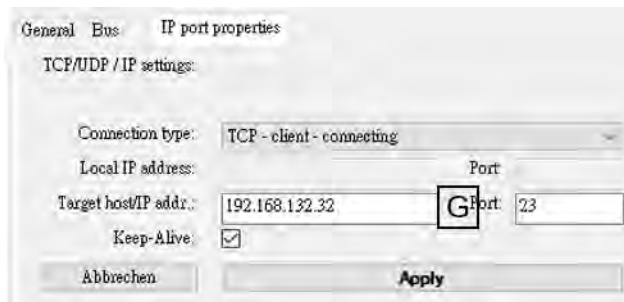 General Bus IP port properties
TCP/UDP / IP settings:
Connection type: TCP - client - connecting
Local IP address: Port:
Target host/IP addr.: 192.168.132.32 G Port: 23
Keep-Alive:
Abbrechen Apply